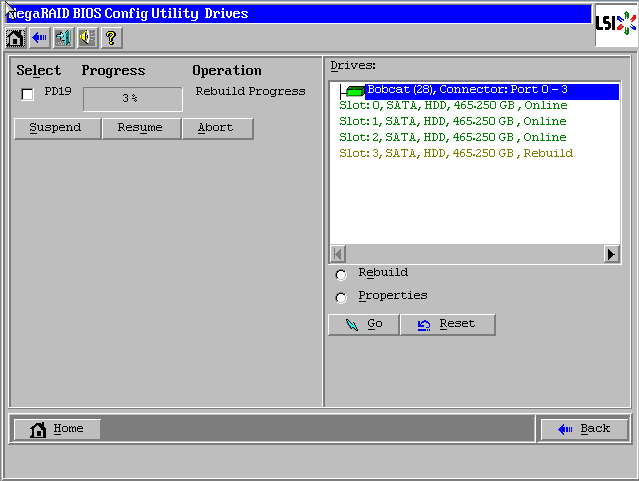 MegaRAID BIOS Config Utility Drives
LSI
?
Select Progress Operation
PD19 3 % Rebuild Progress
Suspend Resume Abort
Drives:
Bobcat (28), Connector: Port 0 - 3
Slot: 0, SATA, HDD, 465.250 GB , Online
Slot: 1, SATA, HDD, 465.250 GB , Online
Slot: 2, SATA, HDD, 465.250 GB , Online
Slot: 3, SATA, HDD, 465.250 GB , Rebuild
Rebuild
Properties
Go Reset
Home Back